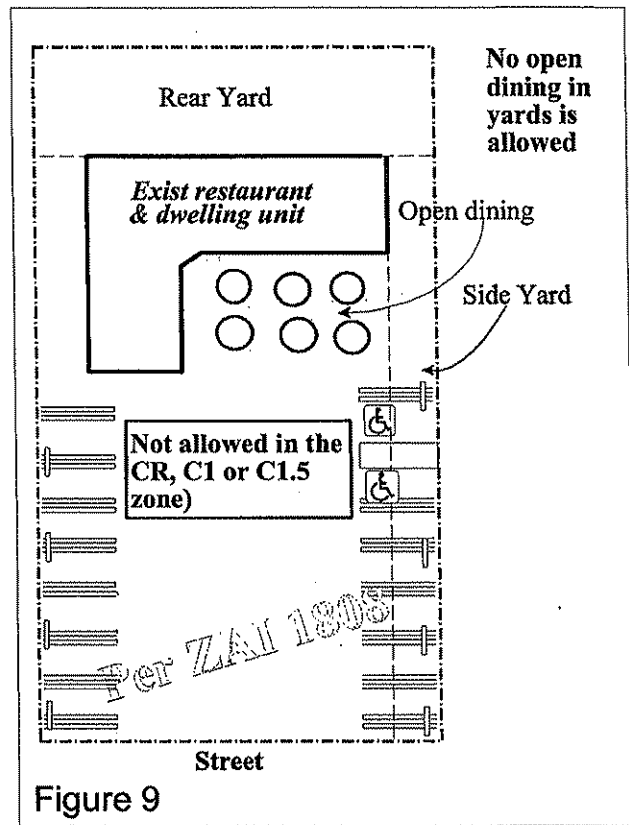 No open
dining in
yards is
allowed
Rear Yard
Exist restaurant
& dwelling unit
Open dining
Side Yard
Not allowed in the
CR, C1 or C1.5
zone)
Per ZAI 1808
Street
Figure 9